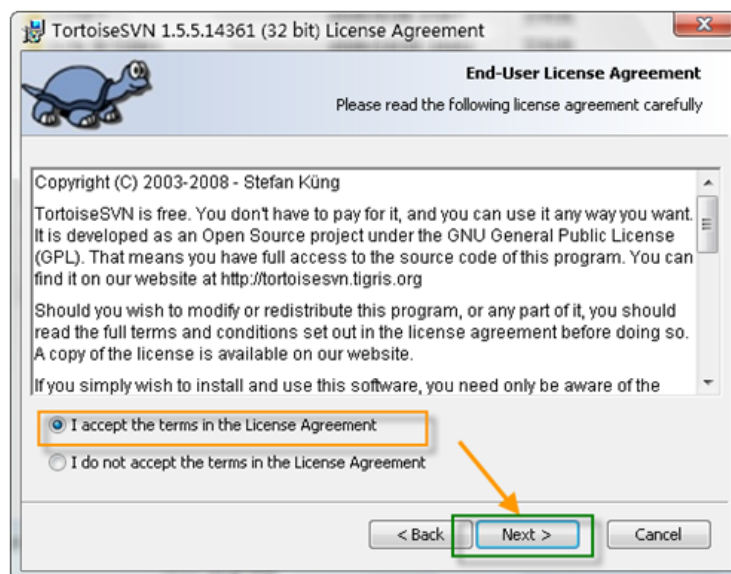 TortoiseSVN 1.5.5.14361 (32 bit) License Agreement
End-User License Agreement
Please read the following license agreement carefully
Copyright (C) 2003-2008 - Stefan Küng
TortoiseSVN is free. You don't have to pay for it, and you can use it any way you want.
It is developed as an Open Source project under the GNU General Public License
(GPL). That means you have full access to the source code of this program. You can
find it on our website at http://tortoisesvn.tigris.org
Should you wish to modify or redistribute this program, or any part of it, you should
read the full terms and conditions set out in the license agreement before doing so.
A copy of the license is available on our website.
If you simply wish to install and use this software, you need only be aware of the
I accept the terms in the License Agreement
I do not accept the terms in the License Agreement
< Back Next > Cancel